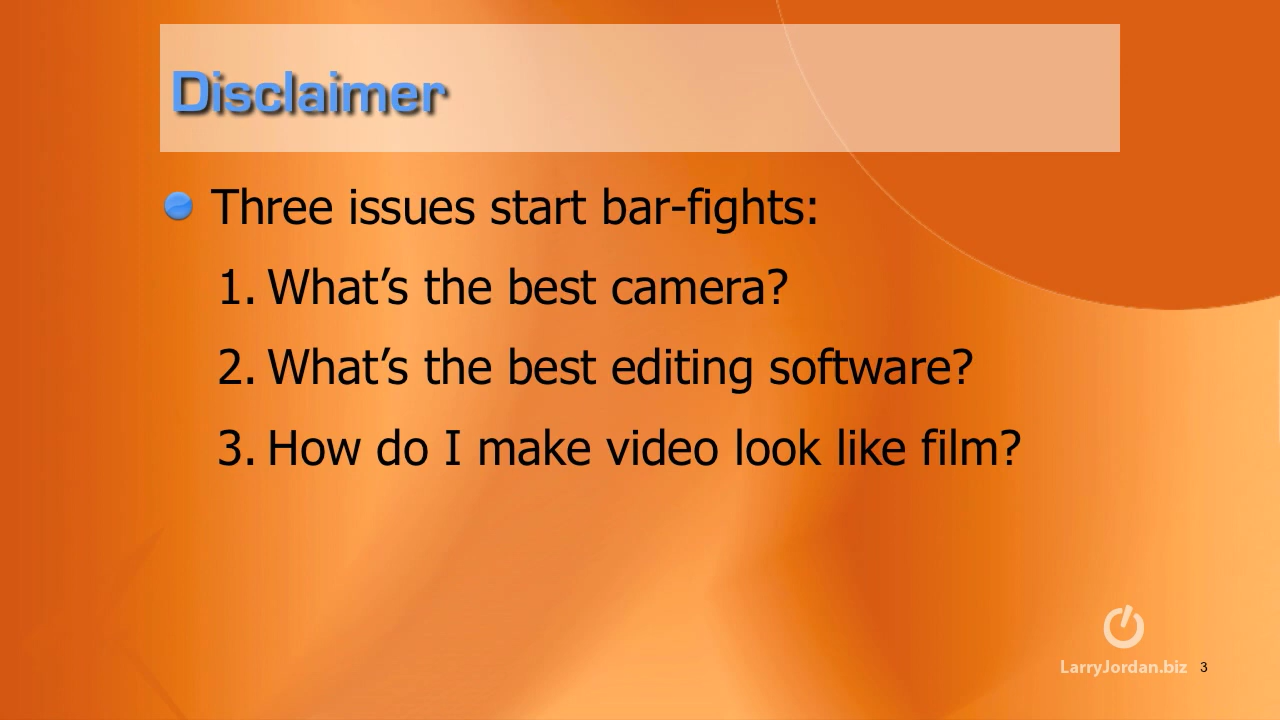 Disclaimer
Three issues start bar-fights:
1. What’s the best camera?
2. What’s the best editing software?
3. How do I make video look like film?
LarryJordan.biz 3